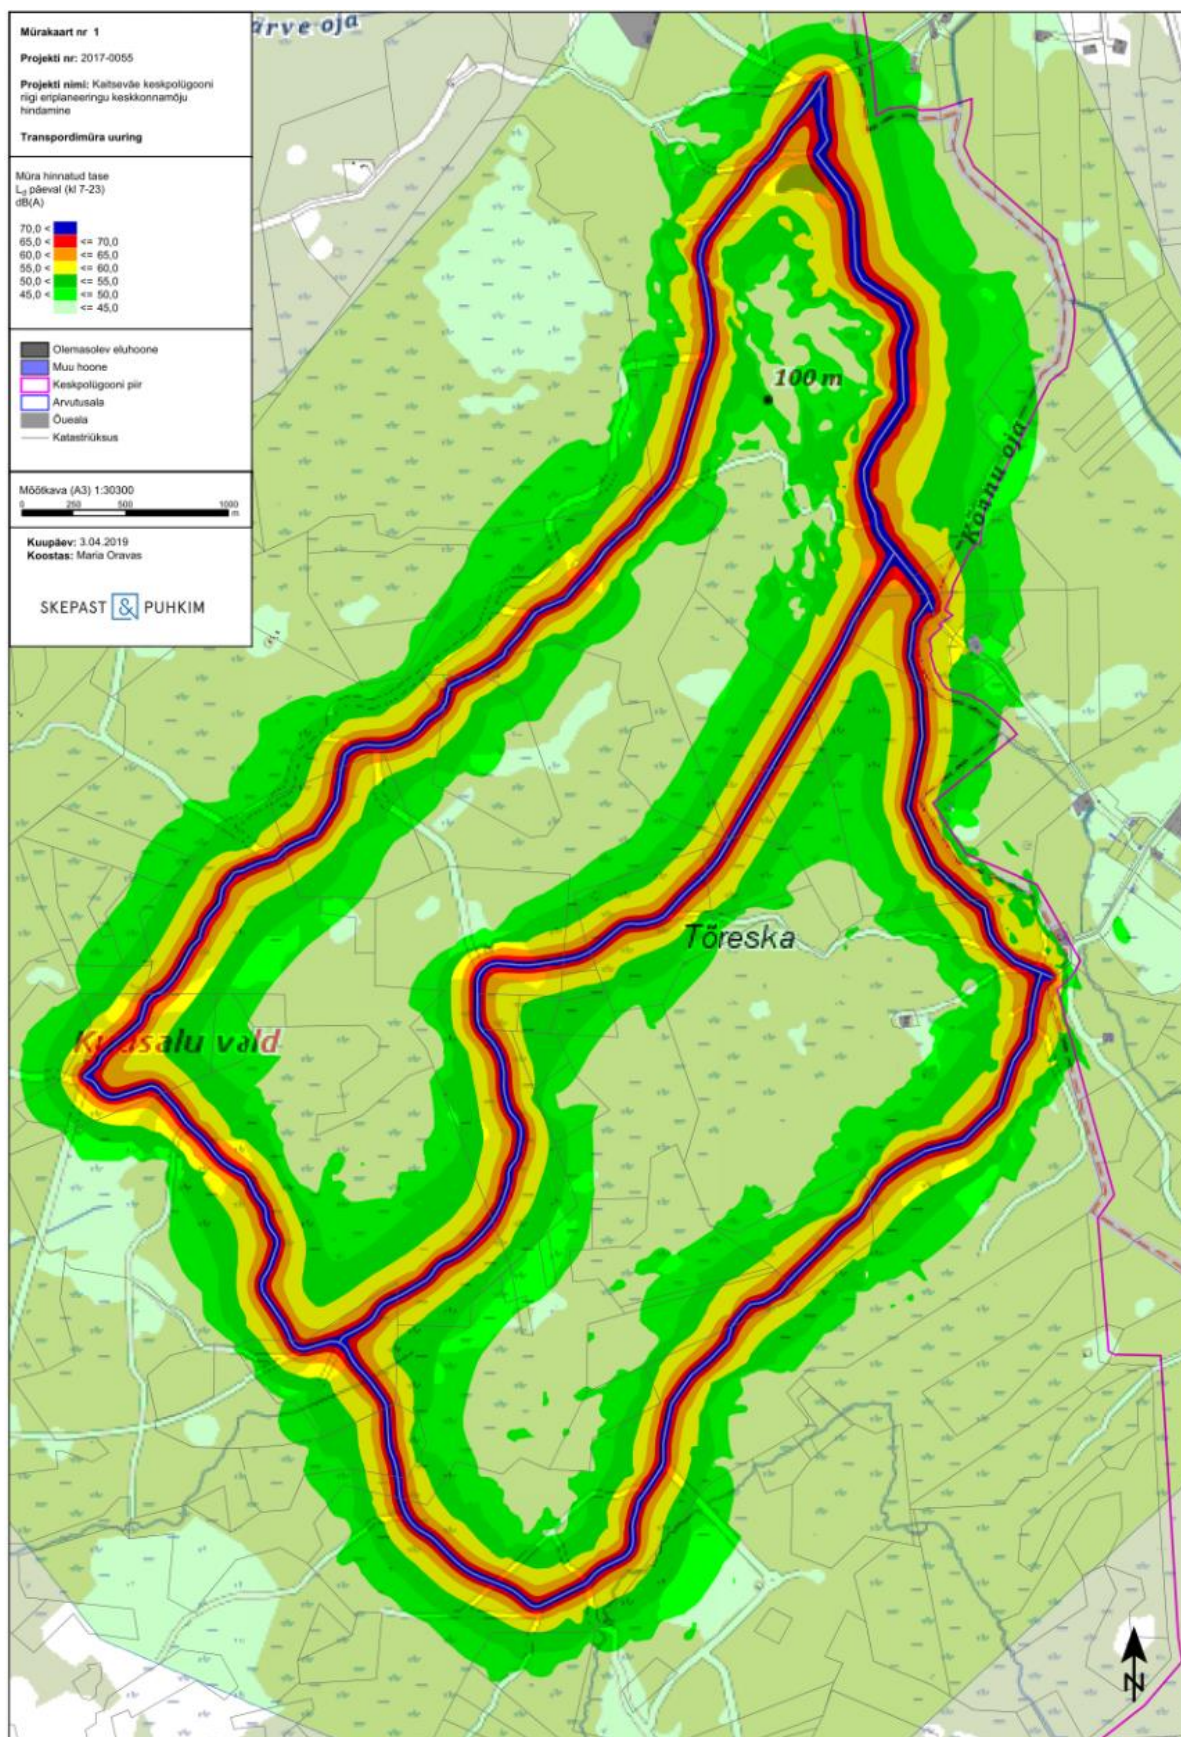 Mürakaart nr 1
Projekti nr: 2017-0055
Projekti nimi: Kaitseväe keskpolügooni
riigi eriplaneeringu keskkonnamõju
hindamine
Transpordimüra uuring
Müra hinnatud tase
Ld päeval (kl 7-23)
dB(A)
70,0 <
65,0 < <= 70,0
60,0 < <= 65,0
55,0 < <= 60,0
50,0 < <= 55,0
45,0 < <= 50,0
<= 45,0
Olemasolev eluhoone
Muu hoone
Keskpolügooni piir
Arvutusala
Õueala
Katastriüksus
Mõõtkava (A3) 1:30300
0 250 500 1000
m
Kuupäev: 3.04.2019
Koostas: Maria Oravas
SKEPAST & PUHKIM
ärve oja
100 m
Kõnnu oja
Tõreska
Kuusalu vald
N